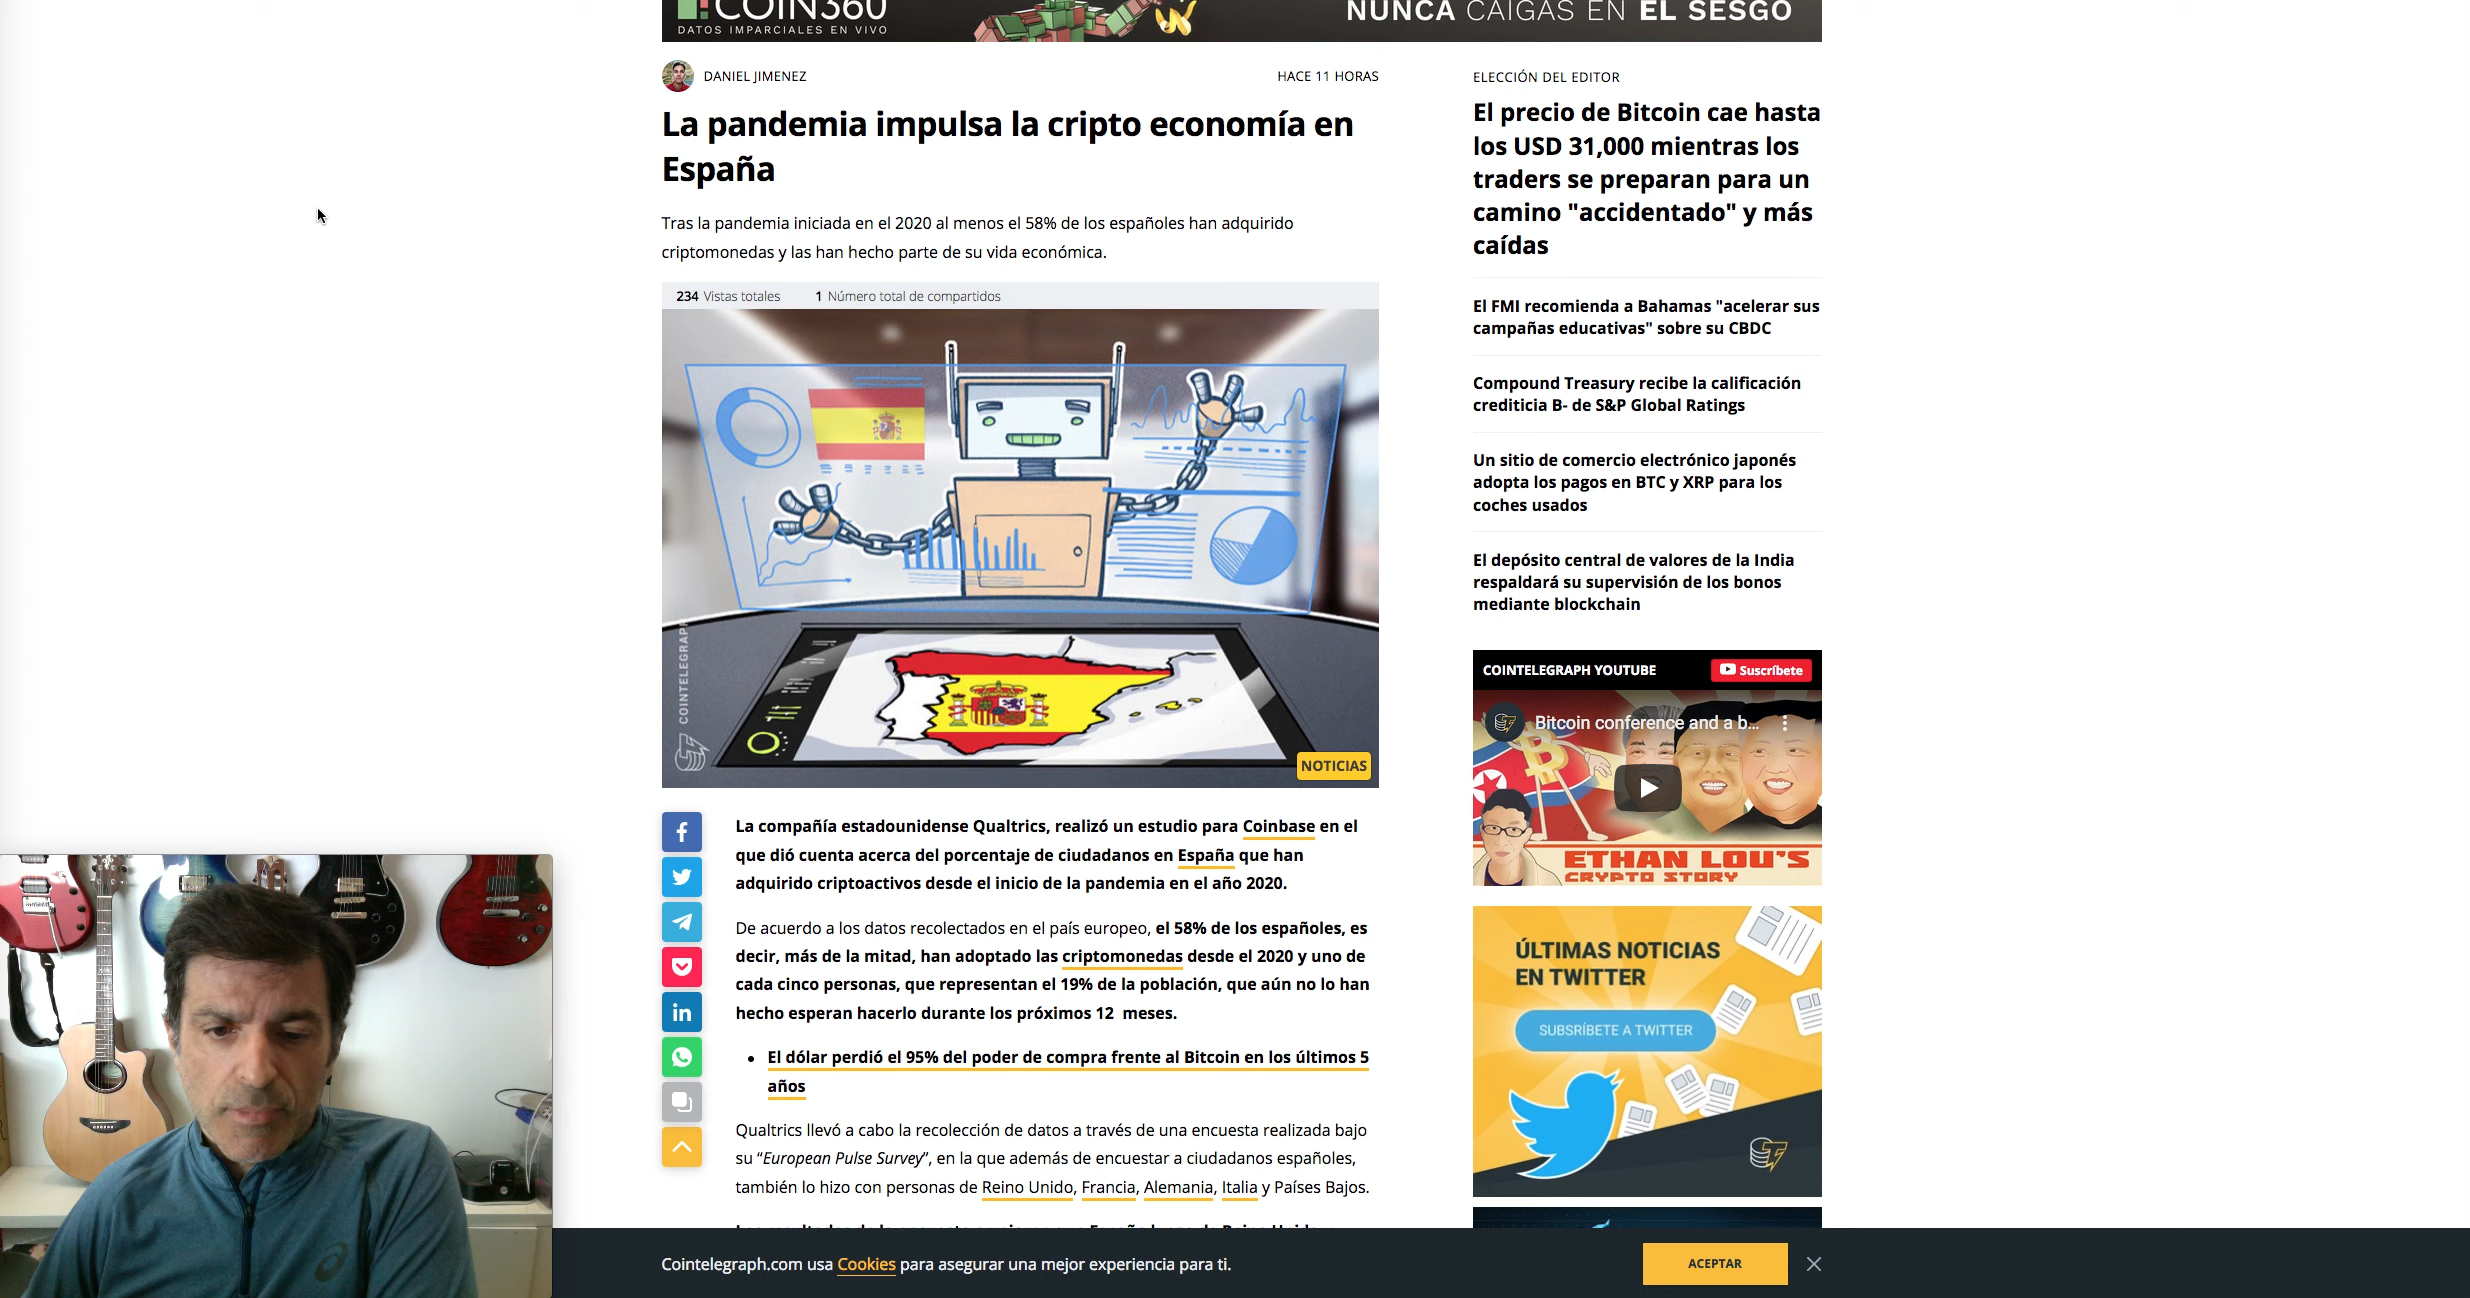 COIN360
DATOS IMPARCIALES EN VIVO
NUNCA CAIGAS EN EL SESGO
DANIEL JIMENEZ
HACE 11 HORAS
La pandemia impulsa la cripto economía en
España
Tras la pandemia iniciada en el 2020 al menos el 58% de los españoles han adquirido
criptomonedas y las han hecho parte de su vida económica.
234 Vistas totales
1 Número total de compartidos
COINTELEGRAPH
NOTICIAS
La compañía estadounidense Qualtrics, realizó un estudio para Coinbase en el
que dió cuenta acerca del porcentaje de ciudadanos en España que han
adquirido criptoactivos desde el inicio de la pandemia en el año 2020.
De acuerdo a los datos recolectados en el país europeo, el 58% de los españoles, es
decir, más de la mitad, han adoptado las criptomonedas desde el 2020 y uno de
cada cinco personas, que representan el 19% de la población, que aún no lo han
hecho esperan hacerlo durante los próximos 12 meses.
• El dólar perdió el 95% del poder de compra frente al Bitcoin en los últimos 5
años
Qualtrics llevó a cabo la recolección de datos a través de una encuesta realizada bajo
su “European Pulse Survey”, en la que además de encuestar a ciudadanos españoles,
también lo hizo con personas de Reino Unido, Francia, Alemania, Italia y Países Bajos.
ELECCIÓN DEL EDITOR
El precio de Bitcoin cae hasta
los USD 31,000 mientras los
traders se preparan para un
camino "accidentado" y más
caídas
El FMI recomienda a Bahamas "acelerar sus
campañas educativas" sobre su CBDC
Compound Treasury recibe la calificación
crediticia B- de S&P Global Ratings
Un sitio de comercio electrónico japonés
adopta los pagos en BTC y XRP para los
coches usados
El depósito central de valores de la India
respaldará su supervisión de los bonos
mediante blockchain
COINTELEGRAPH YOUTUBE
Suscríbete
Bitcoin conference and a b...
ETHAN LOU'S
CRYPTO STORY
ÚLTIMAS NOTICIAS
EN TWITTER
SUBSRÍBETE A TWITTER
Cointelegraph.com usa Cookies para asegurar una mejor experiencia para ti.
ACEPTAR